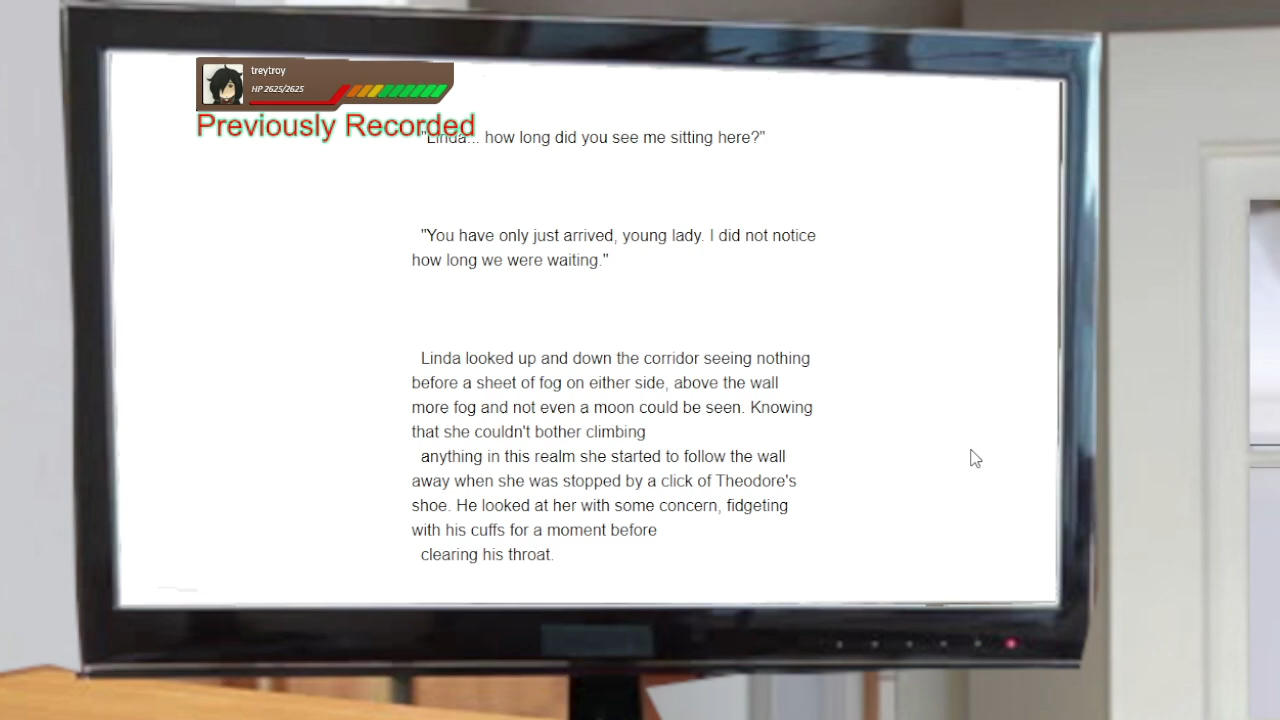 treytroy
HP 2625/2625
Previously Recorded
"Linda... how long did you see me sitting here?"
"You have only just arrived, young lady. I did not notice
how long we were waiting."
Linda looked up and down the corridor seeing nothing
before a sheet of fog on either side, above the wall
more fog and not even a moon could be seen. Knowing
that she couldn't bother climbing
anything in this realm she started to follow the wall
away when she was stopped by a click of Theodore's
shoe. He looked at her with some concern, fidgeting
with his cuffs for a moment before
clearing his throat.